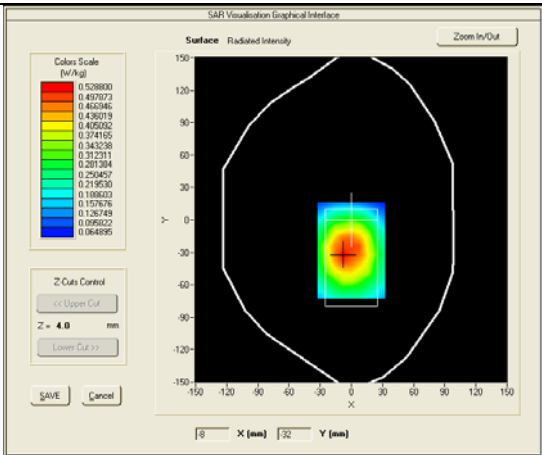 SAR Visualisation Graphical Interface
Surface Radiated Intensity
Zoom In/Out
Colors Scale
(W/kg)
0.528800
0.497873
0.466946
0.436019
0.405092
0.374165
0.343238
0.312311
0.281384
0.250457
0.219530
0.188603
0.157676
0.126749
0.095822
0.064895
Z Cuts Control
<< Upper Cut
Z = 4.0 mm
Lower Cut >>
SAVE Cancel
150
120
90
60
30
0
-30
-60
-90
-120
-150
Y
-150 -120 -90 -60 -30 0 30 60 90 120 150
X
-8 X (mm) -32 Y (mm)